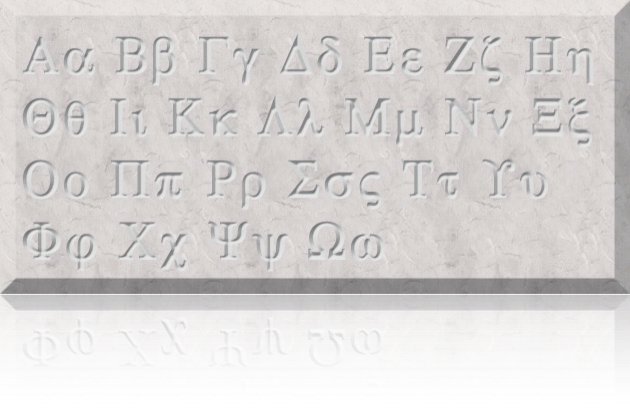 Αα Ββ Γγ Δδ Εε Ζζ Ηη
Θθ Ιι Κκ Λλ Μμ Νν Ξξ
Οο Ππ Ρρ Σσς Ττ Υυ
Φφ Χχ Ψψ Ωω